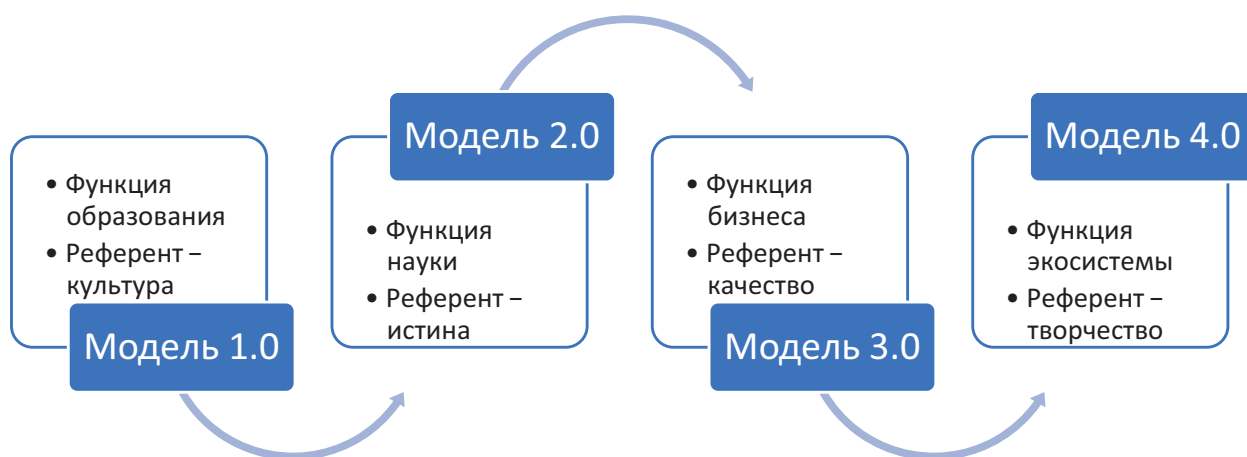 • Функция
образования
• Референт –
культура
Модель 1.0
Модель 2.0
• Функция
науки
• Референт –
истина
• Функция
бизнеса
• Референт –
качество
Модель 3.0
Модель 4.0
• Функция
экосистемы
• Референт –
творчество